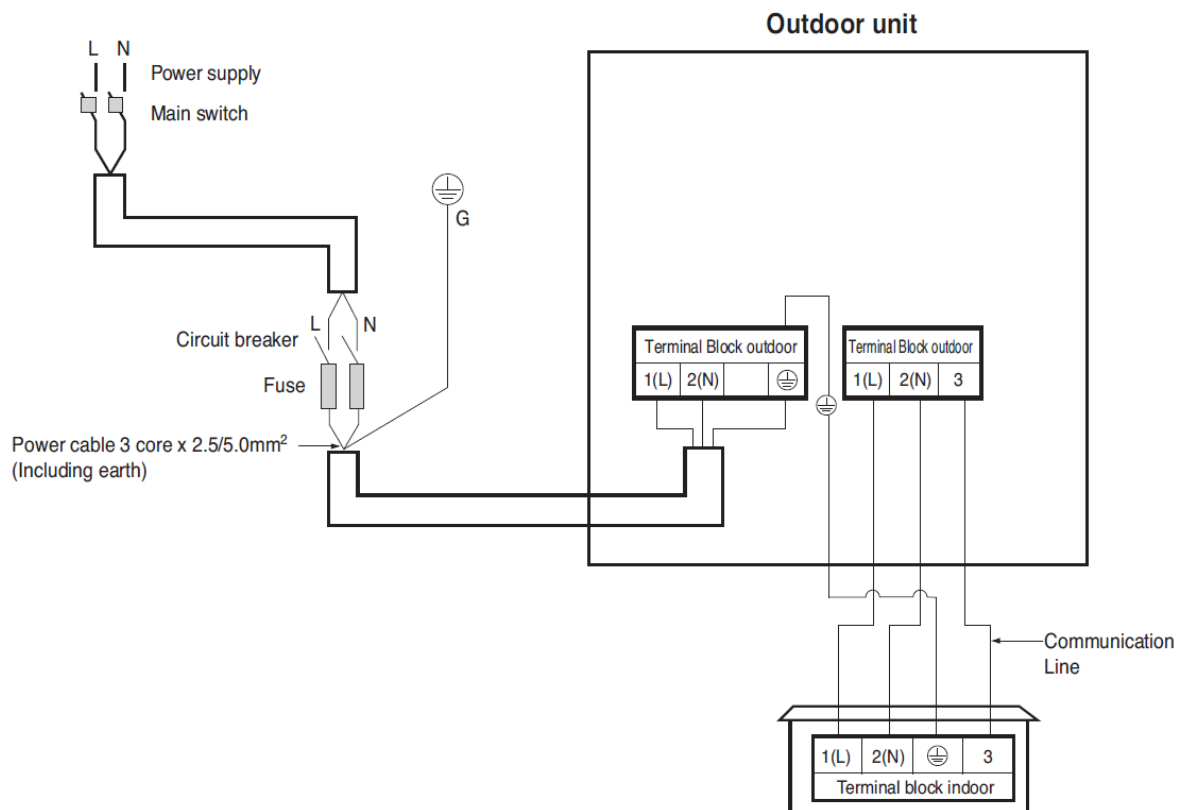 Outdoor unit
L N
Power supply
Main switch
G
L N
Circuit breaker
Fuse
Power cable 3 core x 2.5/5.0mm²
(Including earth)
Terminal Block outdoor
1(L) 2(N)
Terminal Block outdoor
1(L) 2(N) 3
Communication
Line
1(L) 2(N) 3
Terminal block indoor